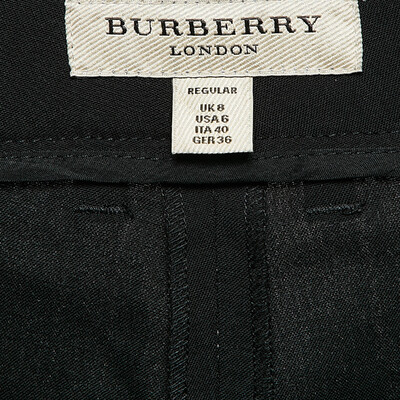 BURBERRY
LONDON
REGULAR
UK 8
USA 6
ITA 40
GER 36